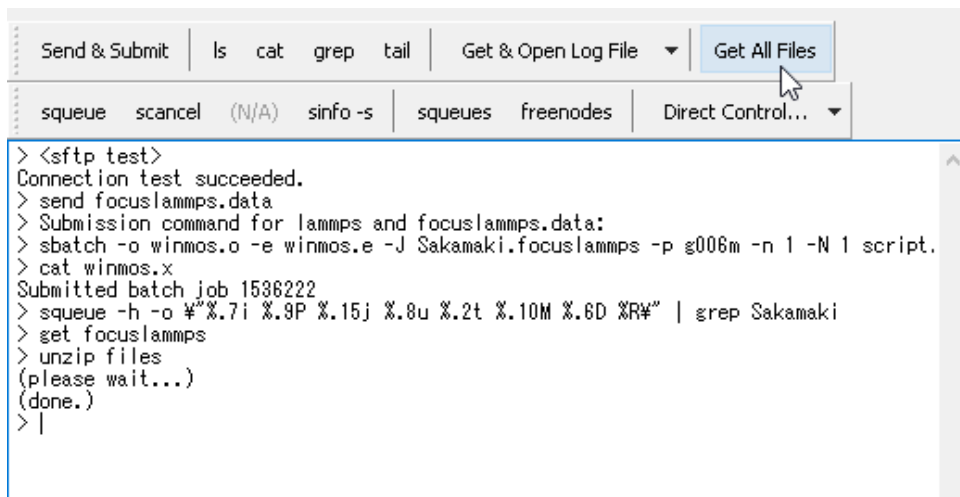 Send & Submit ls cat grep tail Get & Open Log File Get All Files
squeue scancel (N/A) sinfo -s squeues freenodes Direct Control...
> <sftp test>
Connection test succeeded.
> send focuslammps.data
> Submission command for lammps and focuslammps.data:
> sbatch -o winmos.o -e winmos.e -J Sakamaki.focuslammps -p g006m -n 1 -N 1 script.
> cat winmos.x
Submitted batch job 1536222
> squeue -h -o ¥"%.7i %.9P %.15j %.8u %.2t %.10M %.6D %R¥" | grep Sakamaki
> get focuslammps
> unzip files
(please wait...)
(done.)
>